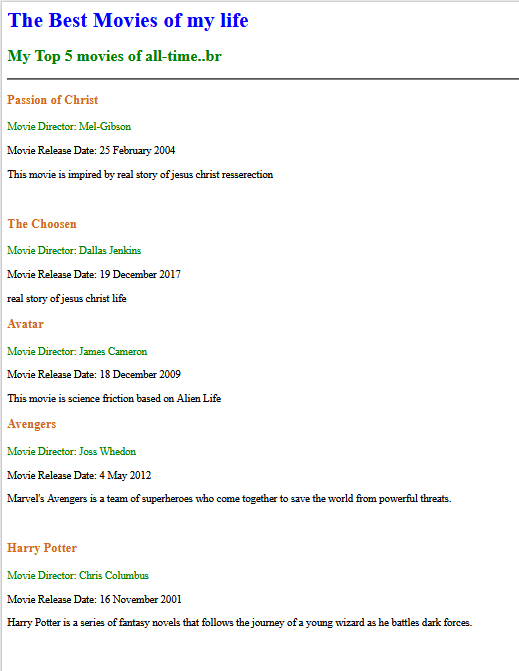 The Best Movies of my life
My Top 5 movies of all-time..br
Passion of Christ
Movie Director: Mel-Gibson
Movie Release Date: 25 February 2004
This movie is impired by real story of jesus christ resserection
The Choosen
Movie Director: Dallas Jenkins
Movie Release Date: 19 December 2017
real story of jesus christ life
Avatar
Movie Director: James Cameron
Movie Release Date: 18 December 2009
This movie is science friction based on Alien Life
Avengers
Movie Director: Joss Whedon
Movie Release Date: 4 May 2012
Marvel's Avengers is a team of superheroes who come together to save the world from powerful threats.
Harry Potter
Movie Director: Chris Columbus
Movie Release Date: 16 November 2001
Harry Potter is a series of fantasy novels that follows the journey of a young wizard as he battles dark forces.